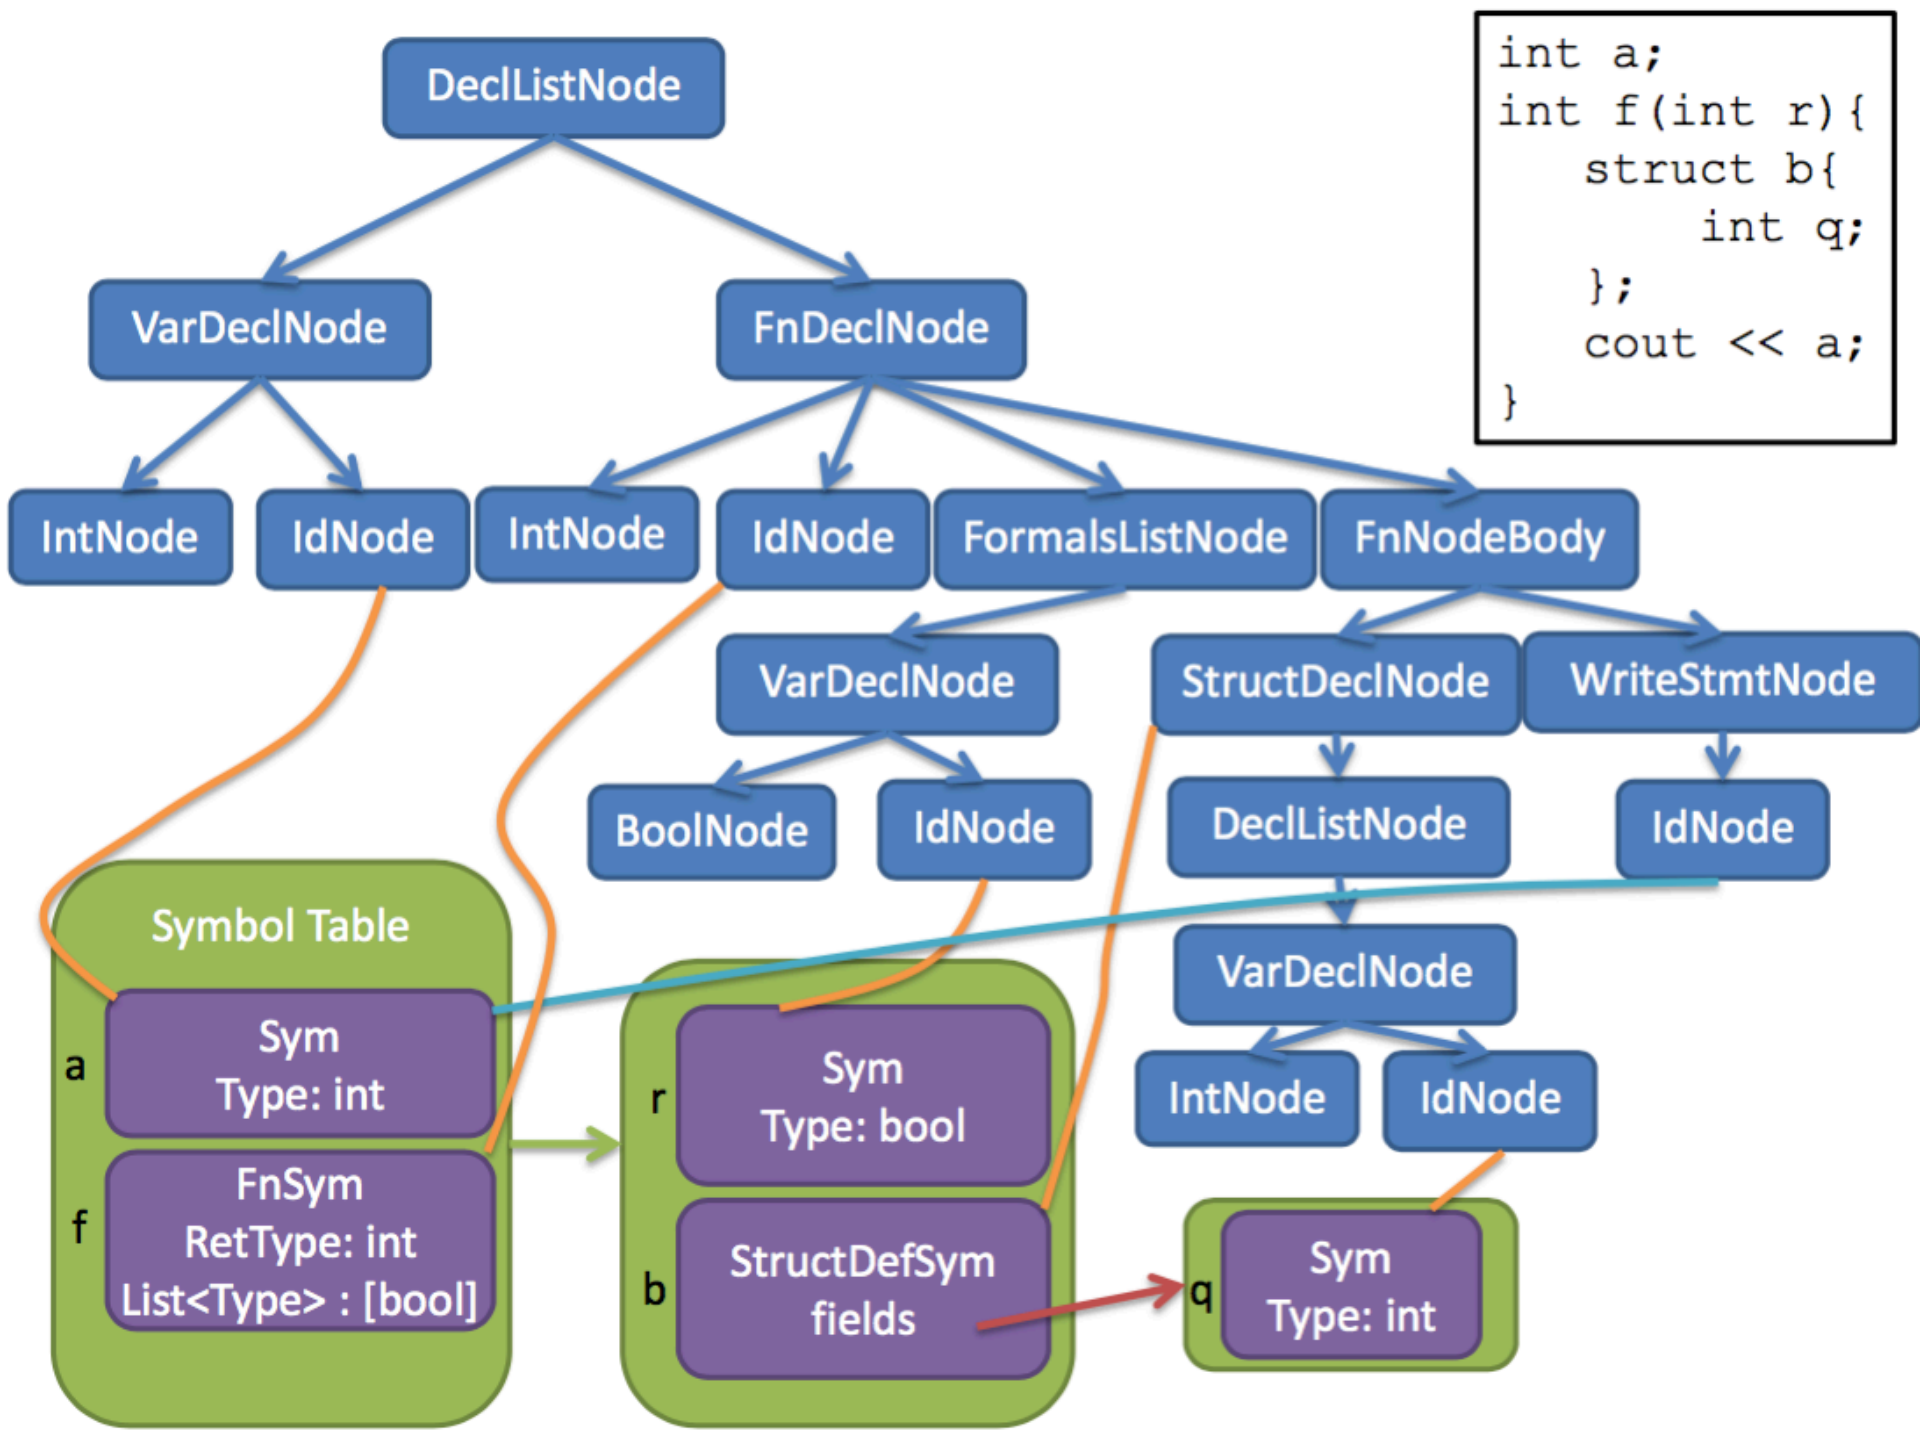 int a;
int f(int r){
struct b{
int q;
};
cout << a;
}
DeclListNode
VarDeclNode
FnDeclNode
IntNode
IdNode
IntNode
IdNode
FormalsListNode
FnNodeBody
VarDeclNode
StructDeclNode
WriteStmtNode
BoolNode
IdNode
DeclListNode
IdNode
VarDeclNode
IntNode
IdNode
Symbol Table
a
Sym
Type: int
f
FnSym
RetType: int
List<Type> : [bool]
r
Sym
Type: bool
b
StructDefSym
fields
q
Sym
Type: int